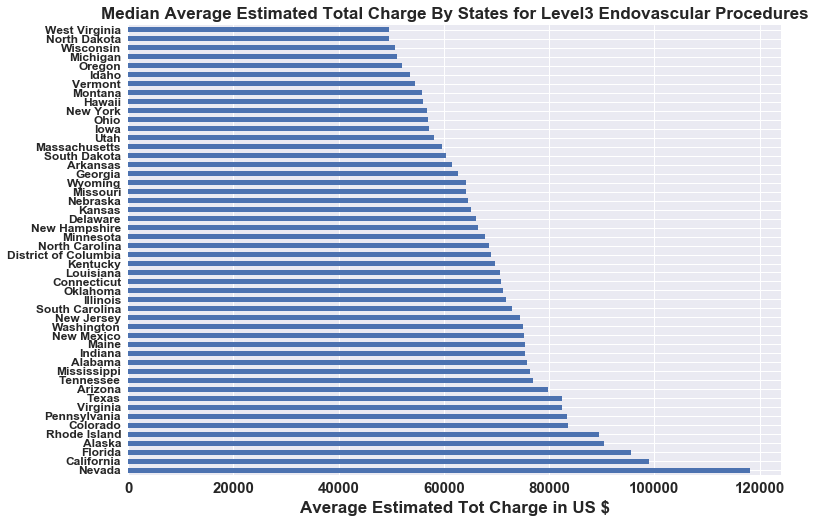 Median Average Estimated Total Charge By States for Level3 Endovascular Procedures
West Virginia
North Dakota
Wisconsin
Michigan
Oregon
Idaho
Vermont
Montana
Hawaii
New York
Ohio
Iowa
Utah
Massachusetts
South Dakota
Arkansas
Georgia
Wyoming
Missouri
Nebraska
Kansas
Delaware
New Hampshire
Minnesota
North Carolina
District of Columbia
Kentucky
Louisiana
Connecticut
Oklahoma
Illinois
South Carolina
New Jersey
Washington
New Mexico
Maine
Indiana
Alabama
Mississippi
Tennessee
Arizona
Texas
Virginia
Pennsylvania
Colorado
Rhode Island
Alaska
Florida
California
Nevada
0 20000 40000 60000 80000 100000 120000
Average Estimated Tot Charge in US $